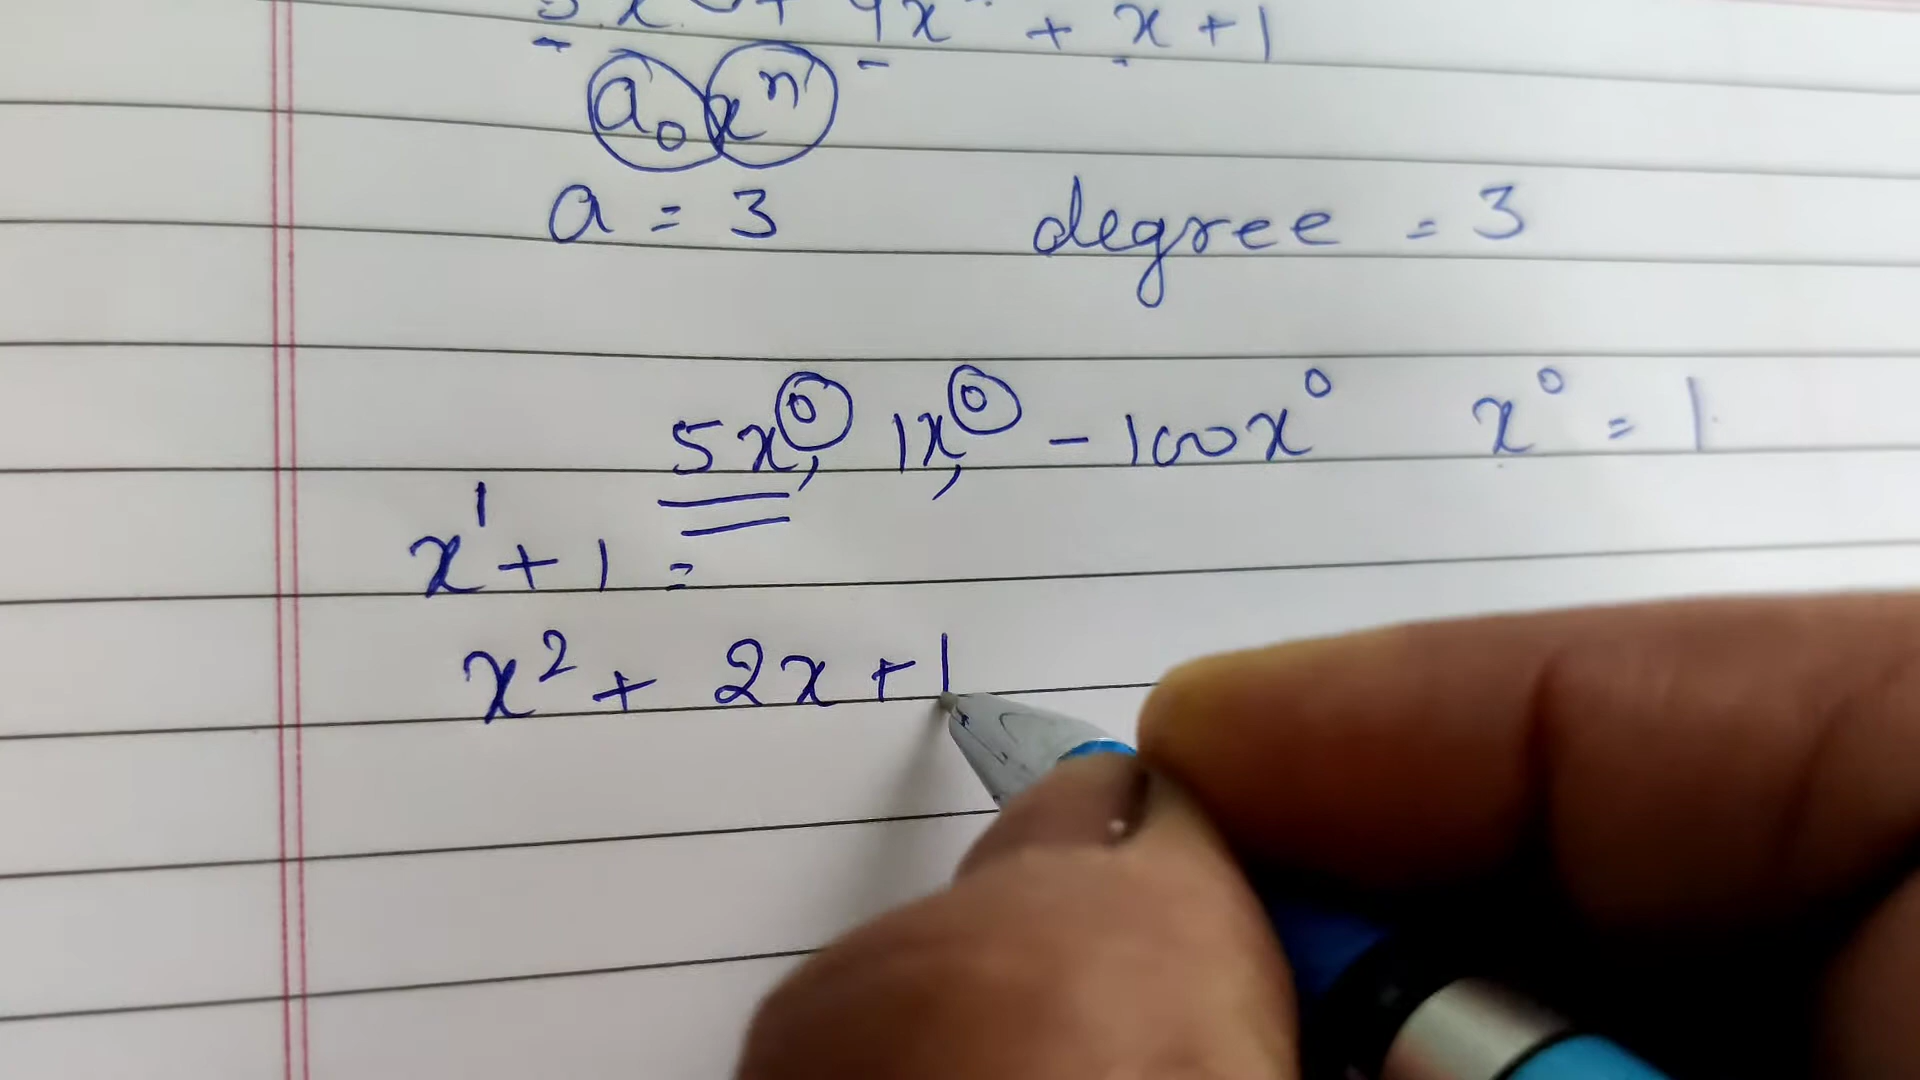 + x + 1
a₀xⁿ
a = 3 degree = 3
5x⁰, 1x⁰, - 100x⁰ x⁰ = 1
x¹ + 1 =
x² + 2x + 1